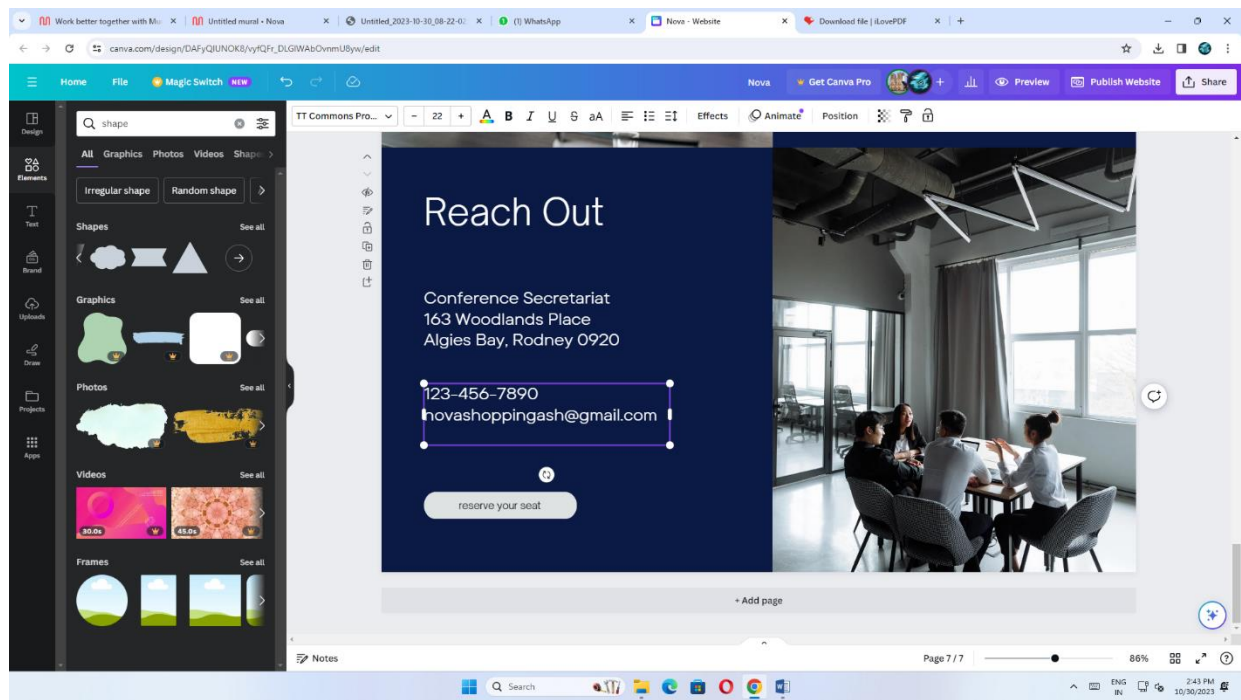 Work better together with Mu
Untitled mural • Nova
Untitled_2023-10-30_08-22-02
(1) WhatsApp
Nova - Website
Download file | iLovePDF
canva.com/design/DAFyQIUNOK8/vyfQFr_DLGIWAbOvnmU8yw/edit
Home
File
Magic Switch NEW
Nova
Get Canva Pro
Preview
Publish Website
Share
TT Commons Pro...
- 22 +
A B I U S aA
Effects
Animate
Position
Design
Elements
Text
Brand
Uploads
Draw
Projects
Apps
shape
All Graphics Photos Videos Shape
Irregular shape
Random shape
Shapes
See all
Graphics
See all
Photos
See all
Videos
See all
30.0s
45.0s
Frames
See all
Reach Out
Conference Secretariat
163 Woodlands Place
Algies Bay, Rodney 0920
123-456-7890
novashoppingash@gmail.com
reserve your seat
+ Add page
Notes
Page 7 / 7
86%
Search
ENG
IN
2:43 PM
10/30/2023